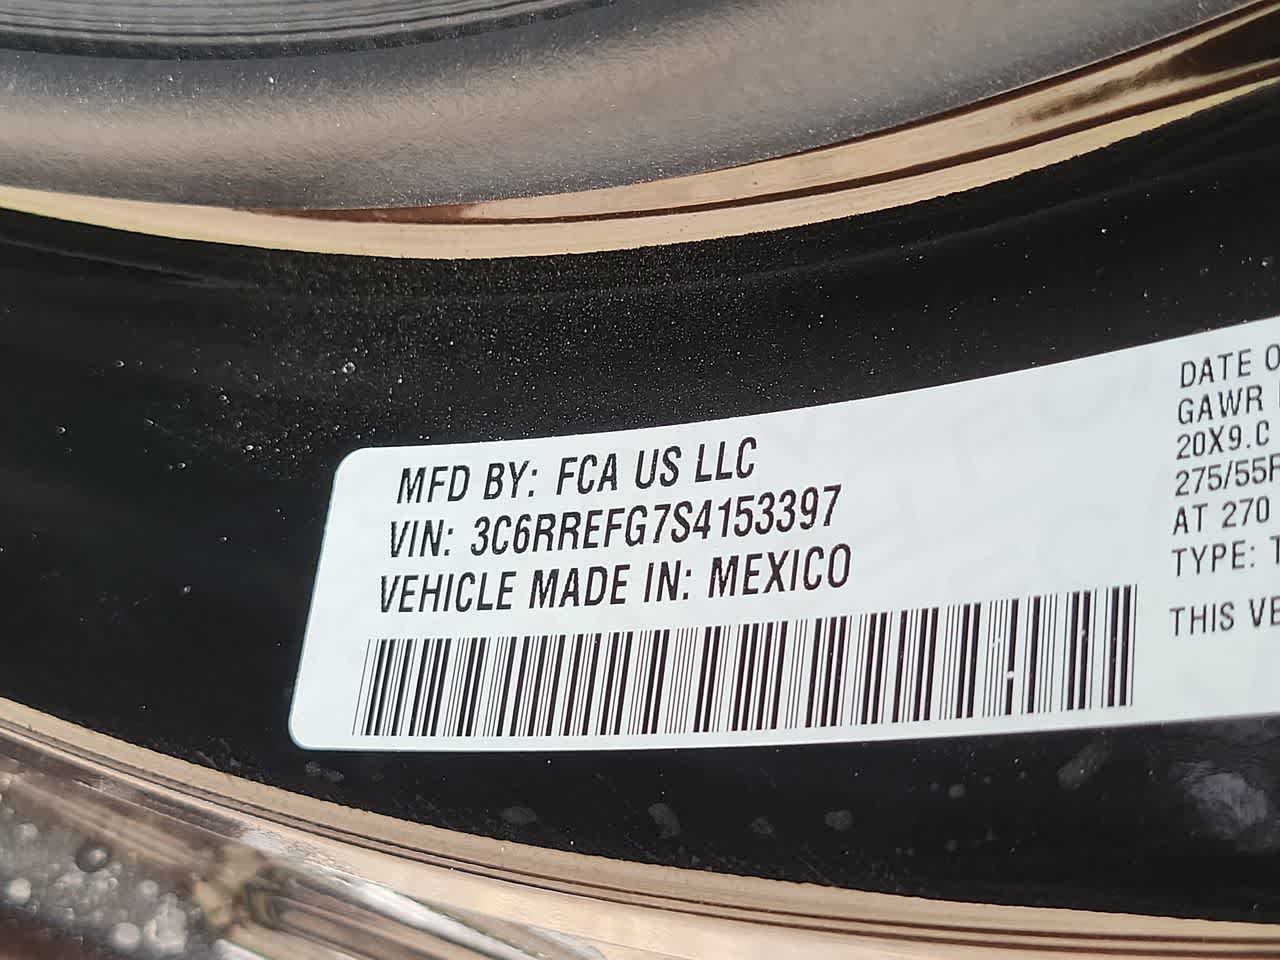 MFD BY: FCA US LLC
VIN: 3C6RREFG7S4153397
VEHICLE MADE IN: MEXICO
DATE O
GAWR
20X9.C
275/55R
AT 270
TYPE: T
THIS VE